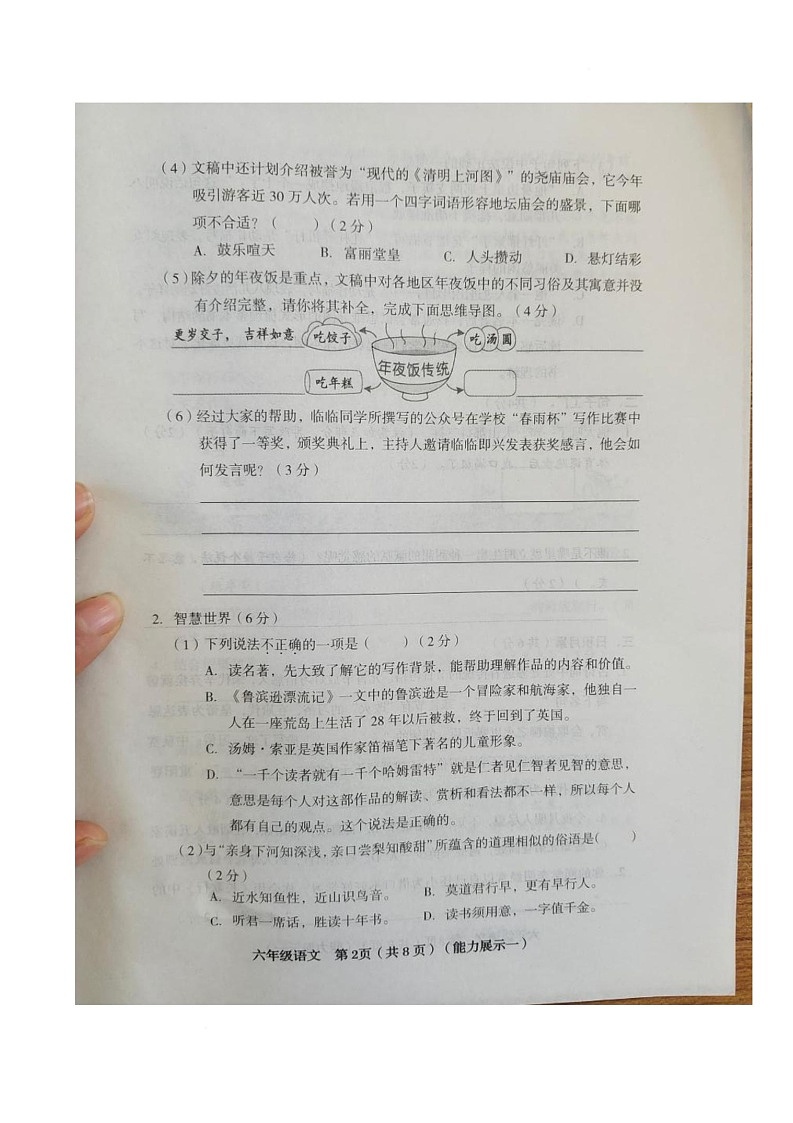 （4）文稿中还计划介绍被誉为“现代的《清明上河图》”的尧庙庙会，它今年
吸引游客近 30 万人次。若用一个四字词语形容地坛庙会的盛景，下面哪
项不合适？（　　）（2 分）
A．鼓乐喧天　　B．富丽堂皇　　C．人头攒动　　D．悬灯结彩
（5）除夕的年夜饭是重点，文稿中对各地区年夜饭中的不同习俗及其寓意并没
有介绍完整，请你将其补全，完成下面思维导图。（4 分）
更岁交子，吉祥如意　吃饺子　吃汤圆
年夜饭传统
吃年糕
（6）经过大家的帮助，临临同学所撰写的公众号在学校“春雨杯”写作比赛中
获得了一等奖，颁奖典礼上，主持人邀请临临即兴发表获奖感言，他会如
何发言呢？（3 分）
2．智慧世界（6 分）
（1）下列说法不正确的一项是（　　）（2 分）
A．读名著，先大致了解它的写作背景，能帮助理解作品的内容和价值。
B．《鲁滨逊漂流记》一文中的鲁滨逊是一个冒险家和航海家，他独自一
人在一座荒岛上生活了 28 年以后被救，终于回到了英国。
C．汤姆·索亚是英国作家笛福笔下著名的儿童形象。
D．“一千个读者就有一千个哈姆雷特”就是仁者见仁智者见智的意思，
意思是每个人对这部作品的解读、赏析和看法都不一样，所以每个人
都有自己的观点。这个说法是正确的。
（2）与“亲身下河知深浅，亲口尝梨知酸甜”所蕴含的道理相似的俗语是（　　）
（2 分）
A．近水知鱼性，近山识鸟音。　　B．莫道君行早，更有早行人。
C．听君一席话，胜读十年书。　　D．读书须用意，一字值千金。
六年级语文　第 2页（共 8 页）（能力展示一）